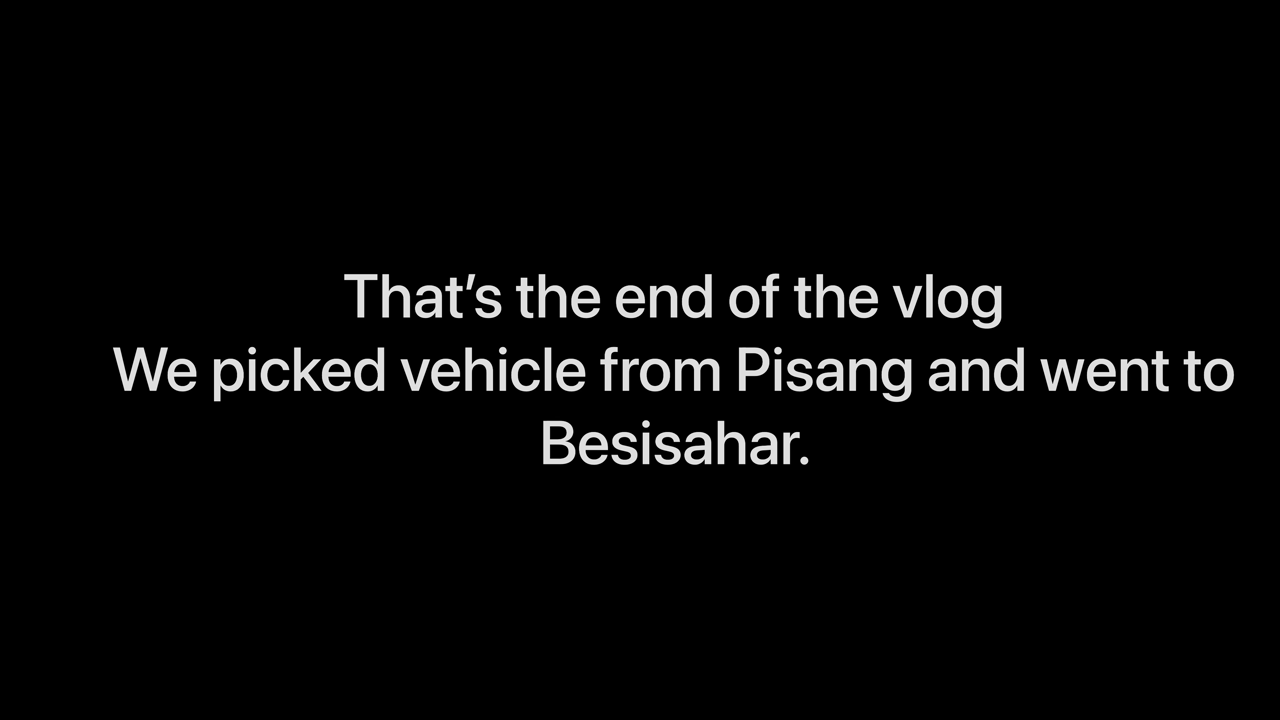 That’s the end of the vlog
We picked vehicle from Pisang and went to
Besisahar.